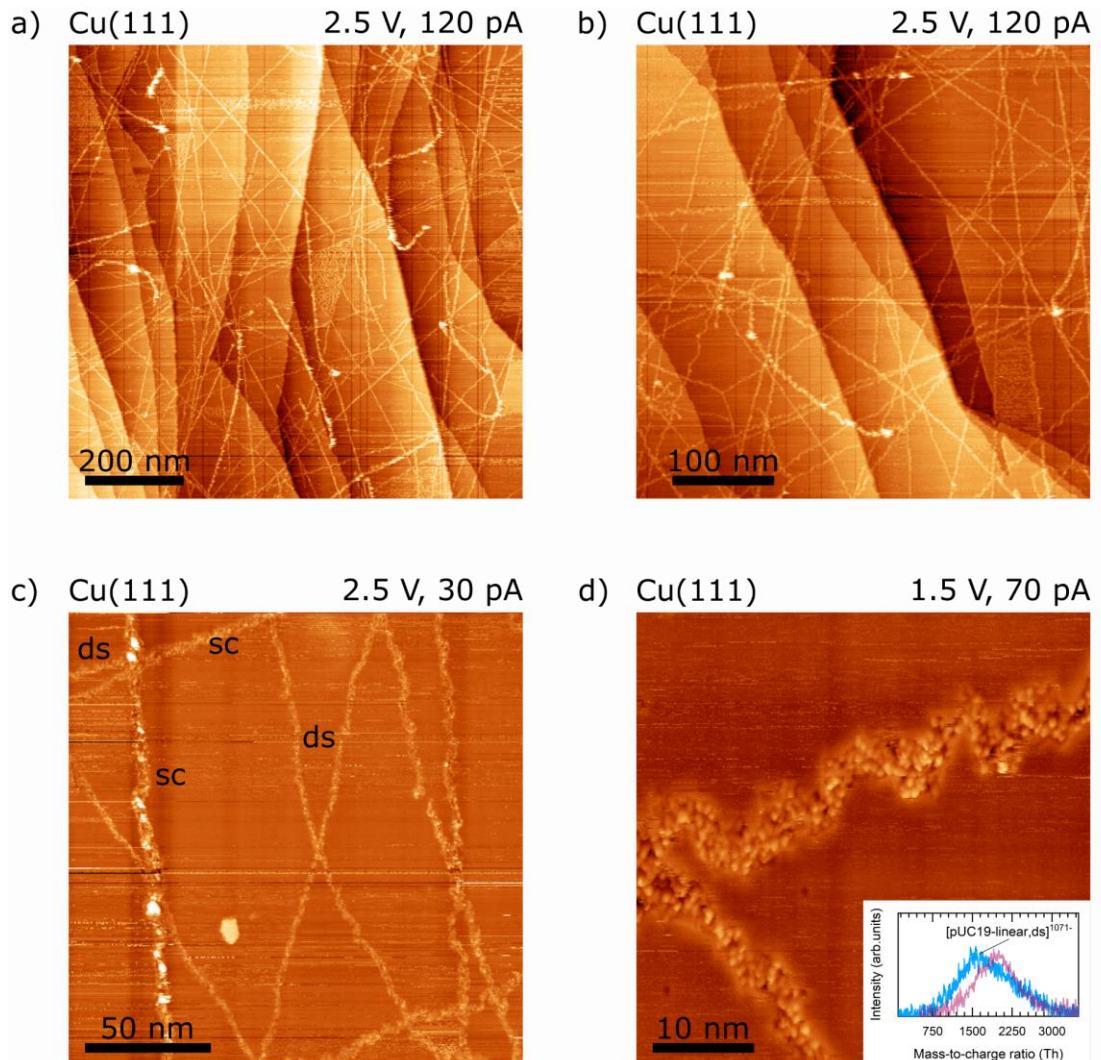 a) Cu(111) 2.5 V, 120 pA
b) Cu(111) 2.5 V, 120 pA
200 nm
100 nm
c) Cu(111) 2.5 V, 30 pA
d) Cu(111) 1.5 V, 70 pA
ds
sc
ds
sc
50 nm
10 nm
Intensity (arb.units)
[pUC19-linear,ds]¹⁰⁷¹⁻
750 1500 2250 3000
Mass-to-charge ratio (Th)